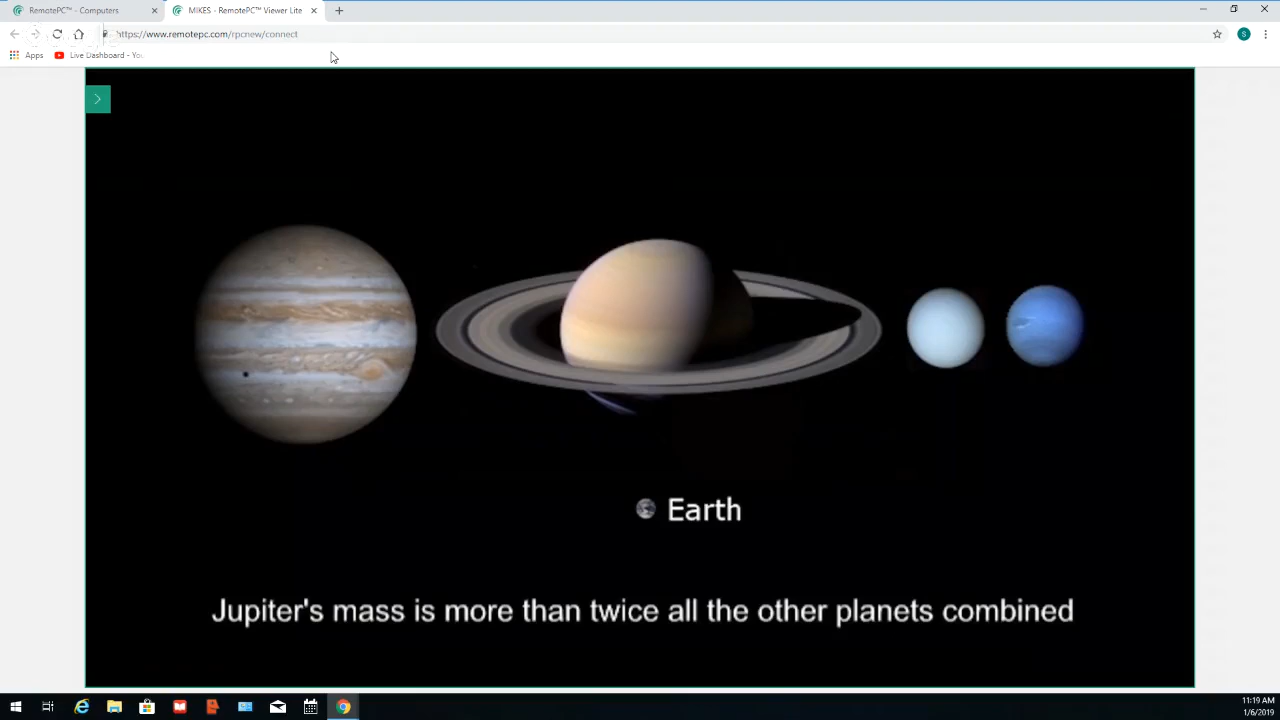 RemotePC™ - Computers
MIKES - RemotePC™ Viewer Lite
https://www.remotepc.com/rpcnew/connect
S
Apps
Live Dashboard - You
Earth
Jupiter's mass is more than twice all the other planets combined
11:19 AM
1/6/2019